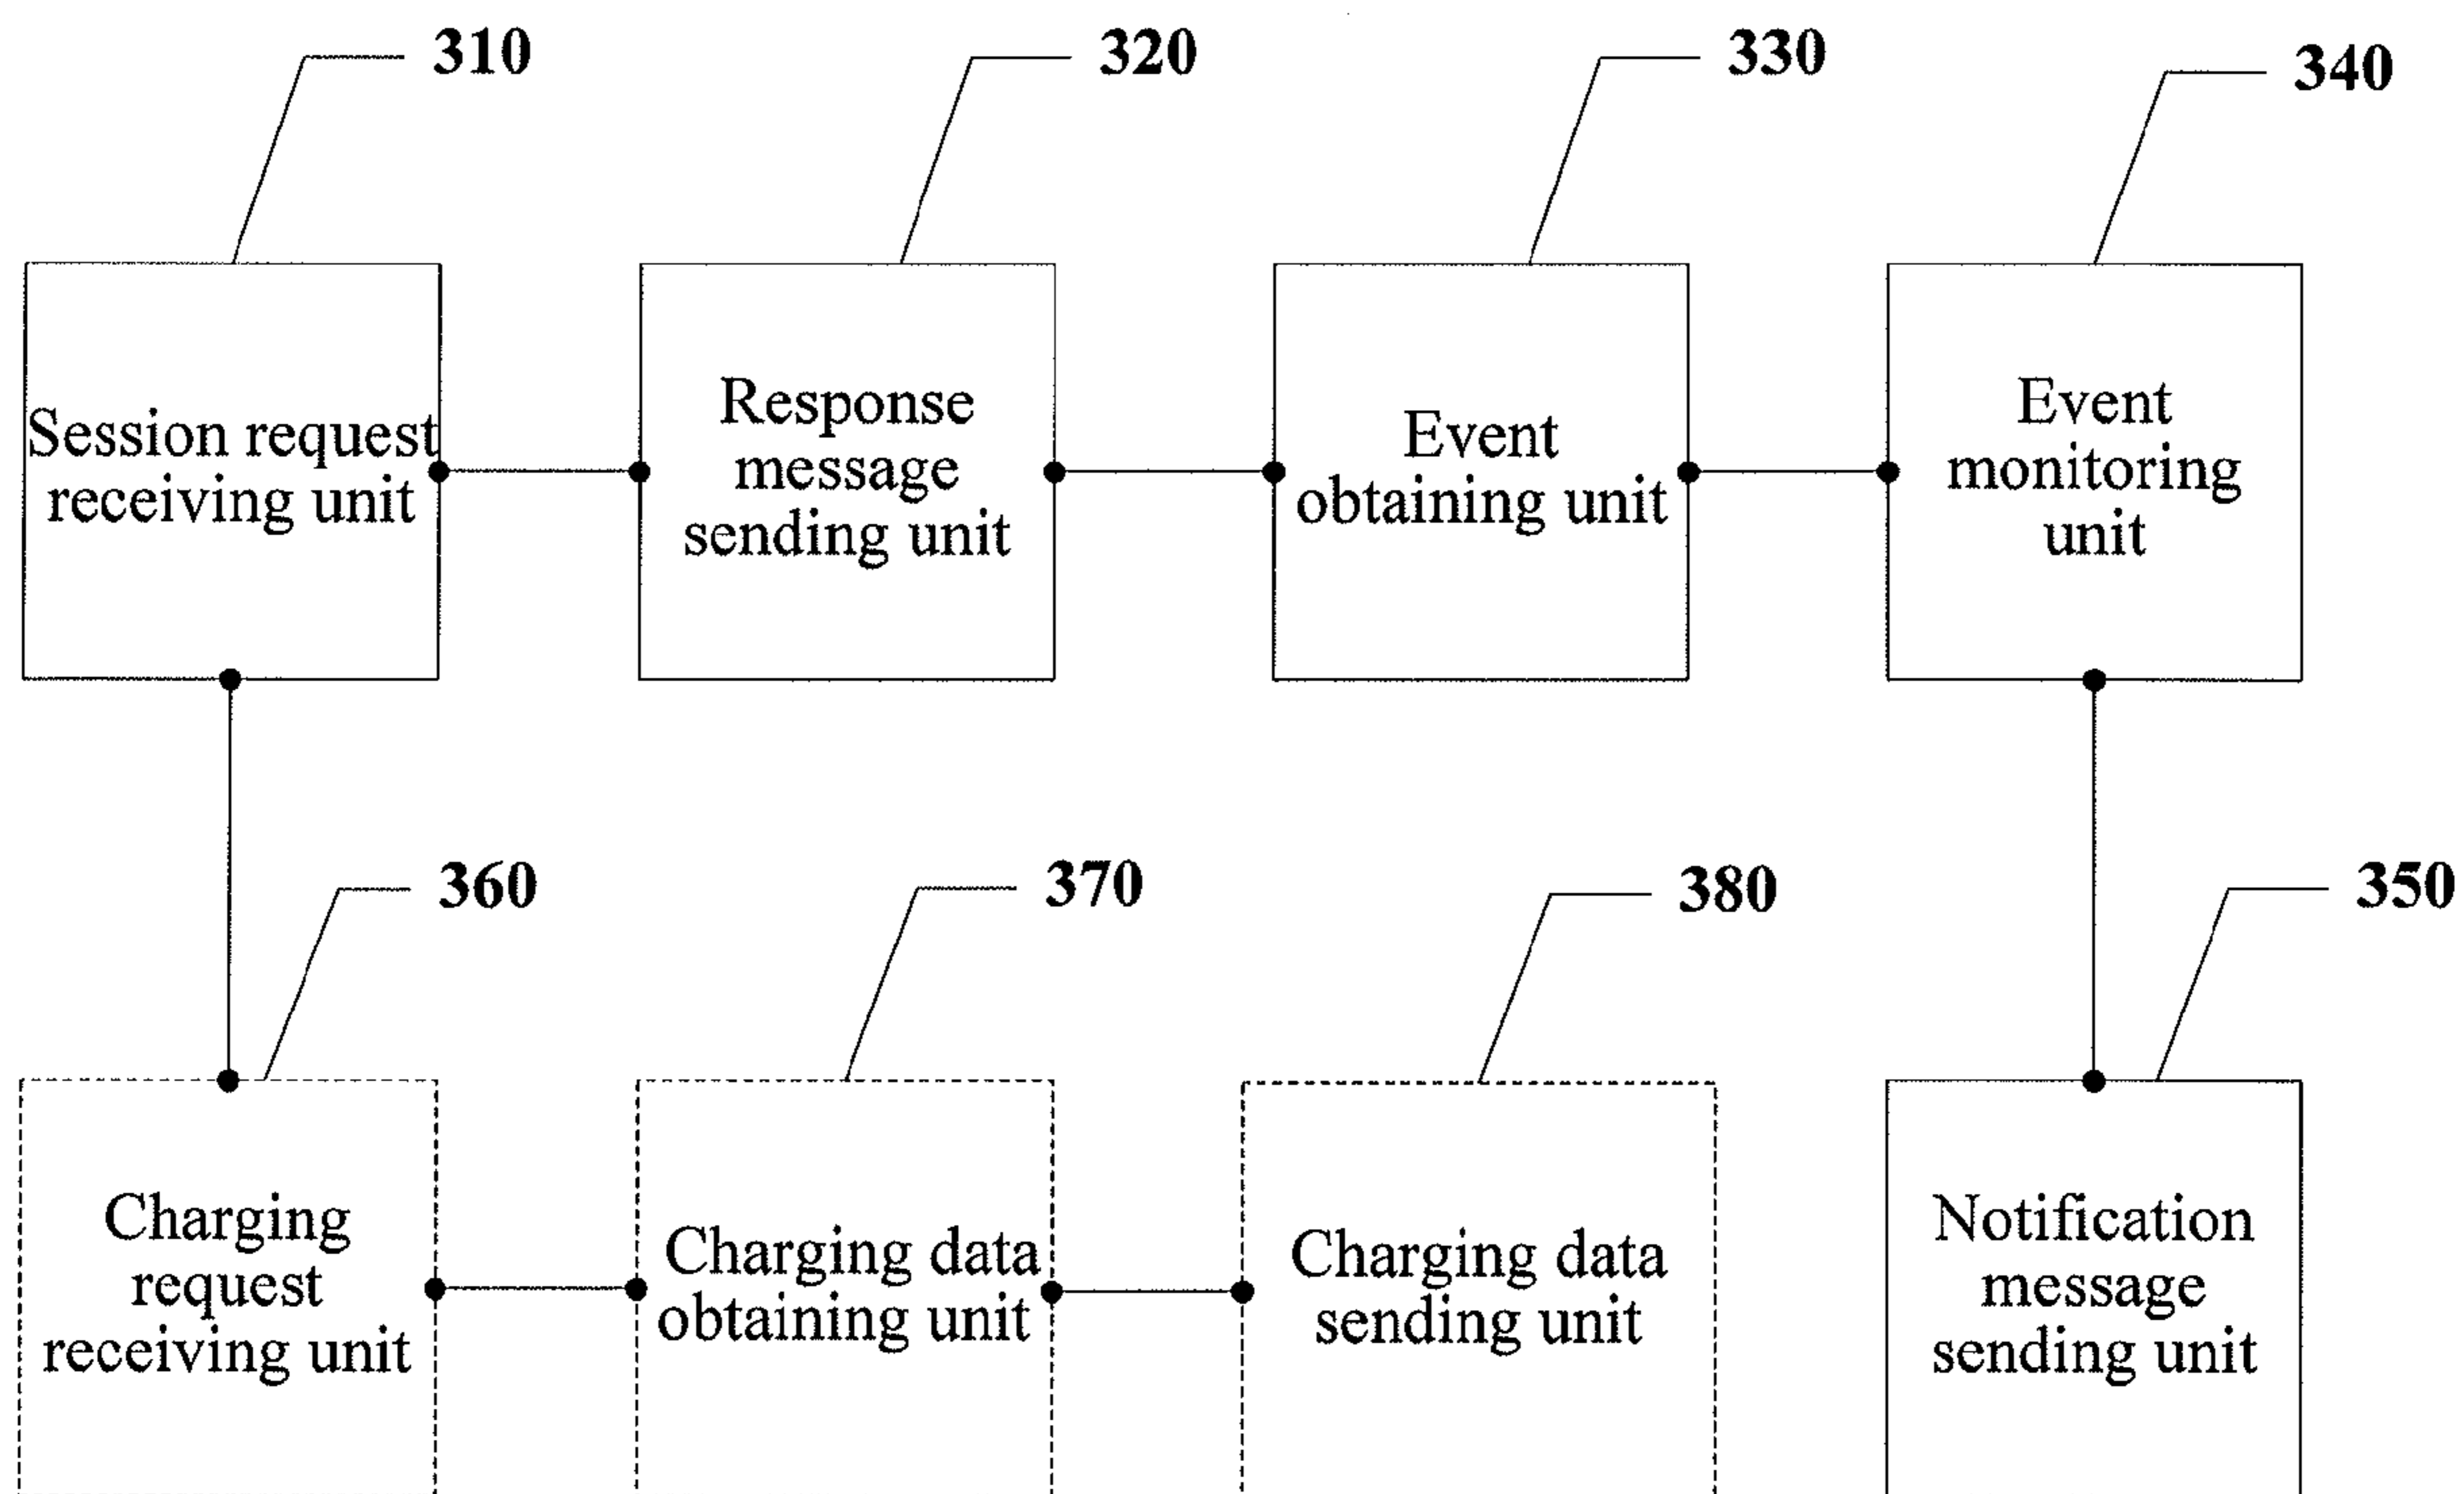 310
320
330
340
Session request
receiving unit
Response
message
sending unit
Event
obtaining unit
Event
monitoring
unit
360
370
380
350
Charging
request
receiving unit
Charging data
obtaining unit
Charging data
sending unit
Notification
message
sending unit